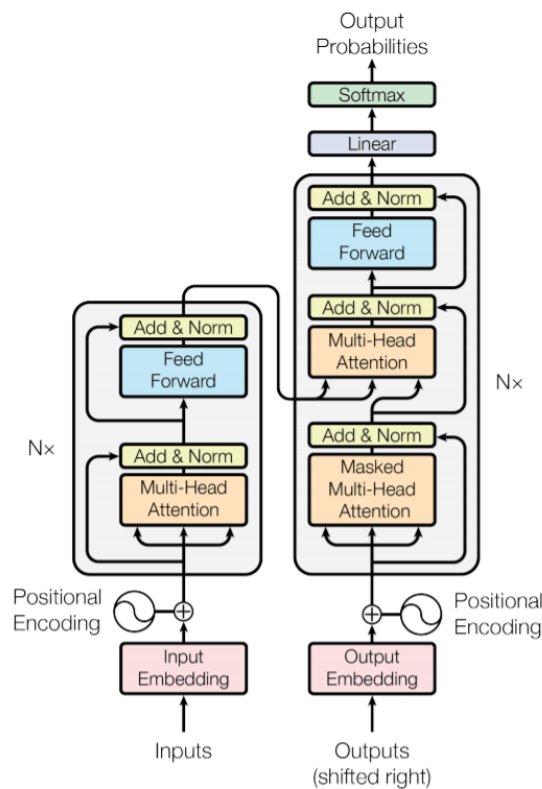 Output
Probabilities
Softmax
Linear
Add & Norm
Feed
Forward
Add & Norm
Multi-Head
Attention
Nx
Add & Norm
Masked
Multi-Head
Attention
Positional
Encoding
Output
Embedding
Outputs
(shifted right)
Add & Norm
Feed
Forward
Nx
Add & Norm
Multi-Head
Attention
Positional
Encoding
Input
Embedding
Inputs